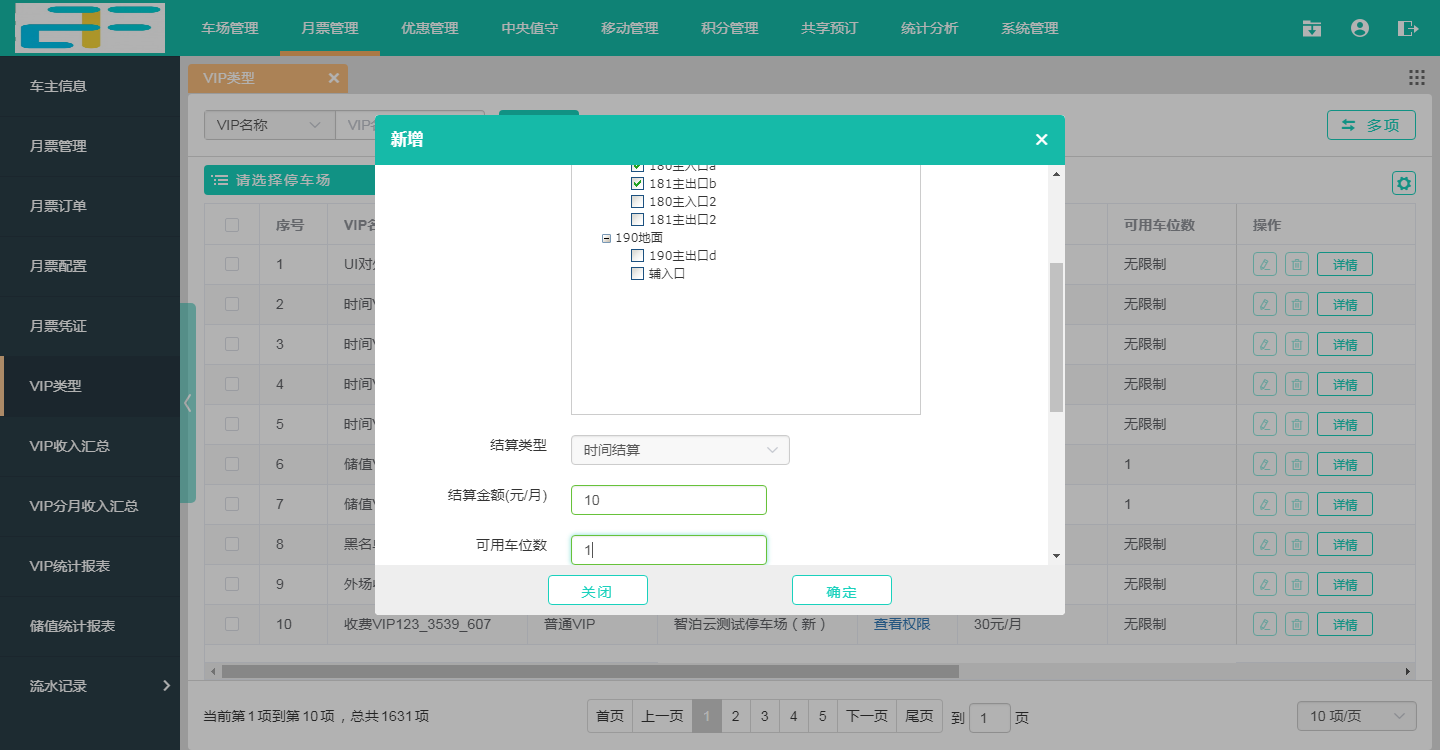 车场管理 月票管理 优惠管理 中央值守 移动管理 积分管理 共享预订 统计分析 系统管理
车主信息
月票管理
月票订单
月票配置
月票凭证
VIP类型
VIP收入汇总
VIP分月收入汇总
VIP统计报表
储值统计报表
流水记录
VIP类型
VIP名称 多项
请选择停车场
序号 可用车位数 操作
1 无限制 详情
2 时间 无限制 详情
3 时间 无限制 详情
4 时间 无限制 详情
5 时间 无限制 详情
6 储值 1 详情
7 储值 1 详情
8 黑名 无限制 详情
9 外场 无限制 详情
10 收费VIP123_3539_607 普通VIP 智泊云测试停车场（新） 查看权限 30元/月 无限制 详情
新增
180主入口a
181主出口b
180主入口2
181主出口2
190地面
190主出口d
辅入口
结算类型 时间结算
结算金额(元/月) 10
可用车位数 1
关闭 确定
当前第1项到第10项，总共1631项 首页 上一页 1 2 3 4 5 下一页 尾页 到 1 页 10 项/页